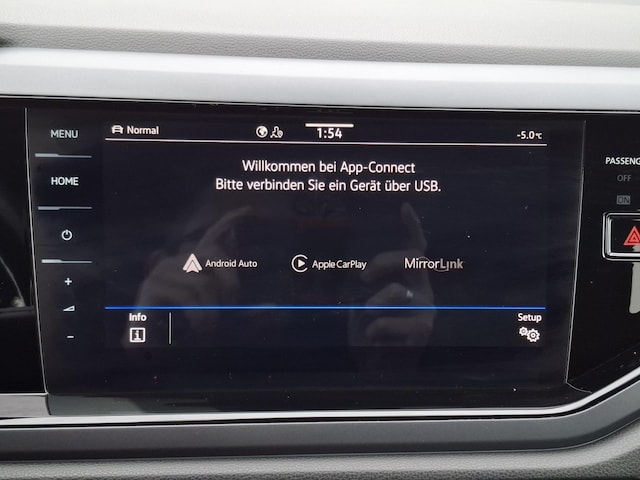 MENU
HOME
+
-
Normal
1:54
-5.0°C
Willkommen bei App-Connect
Bitte verbinden Sie ein Gerät über USB.
Android Auto
Apple CarPlay
MirrorLink
Info
i
Setup
PASSENG
OFF
ON